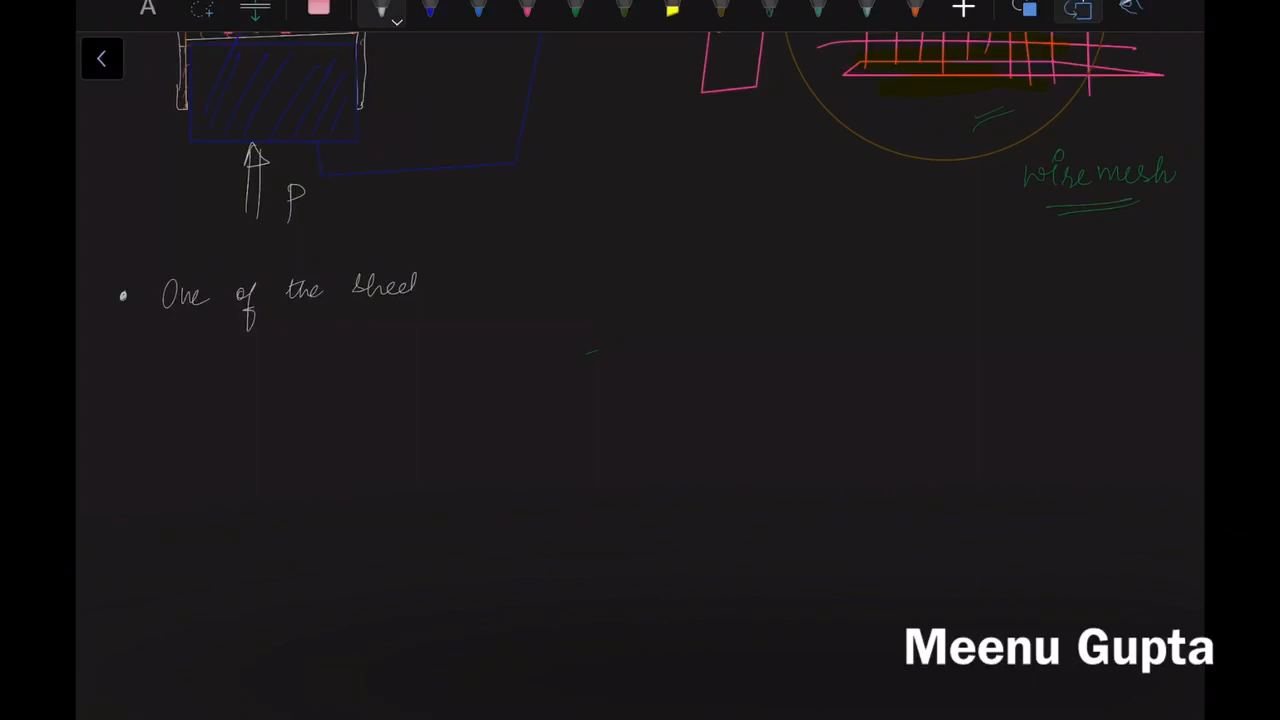 A
P
wire mesh
• One of the sheet
Meenu Gupta